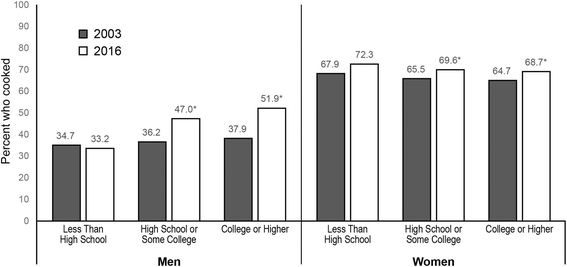 Percent who cooked
100
90
80
70
60
50
40
30
20
10
0
2003
2016
34.7
33.2
36.2
47.0*
37.9
51.9*
67.9
72.3
65.5
69.6*
64.7
68.7*
Less Than
High School
High School or
Some College
College or Higher
Less Than
High School
High School or
Some College
College or Higher
Men
Women